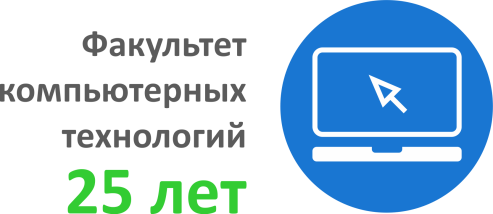 Факультет
компьютерных
технологий
25 лет